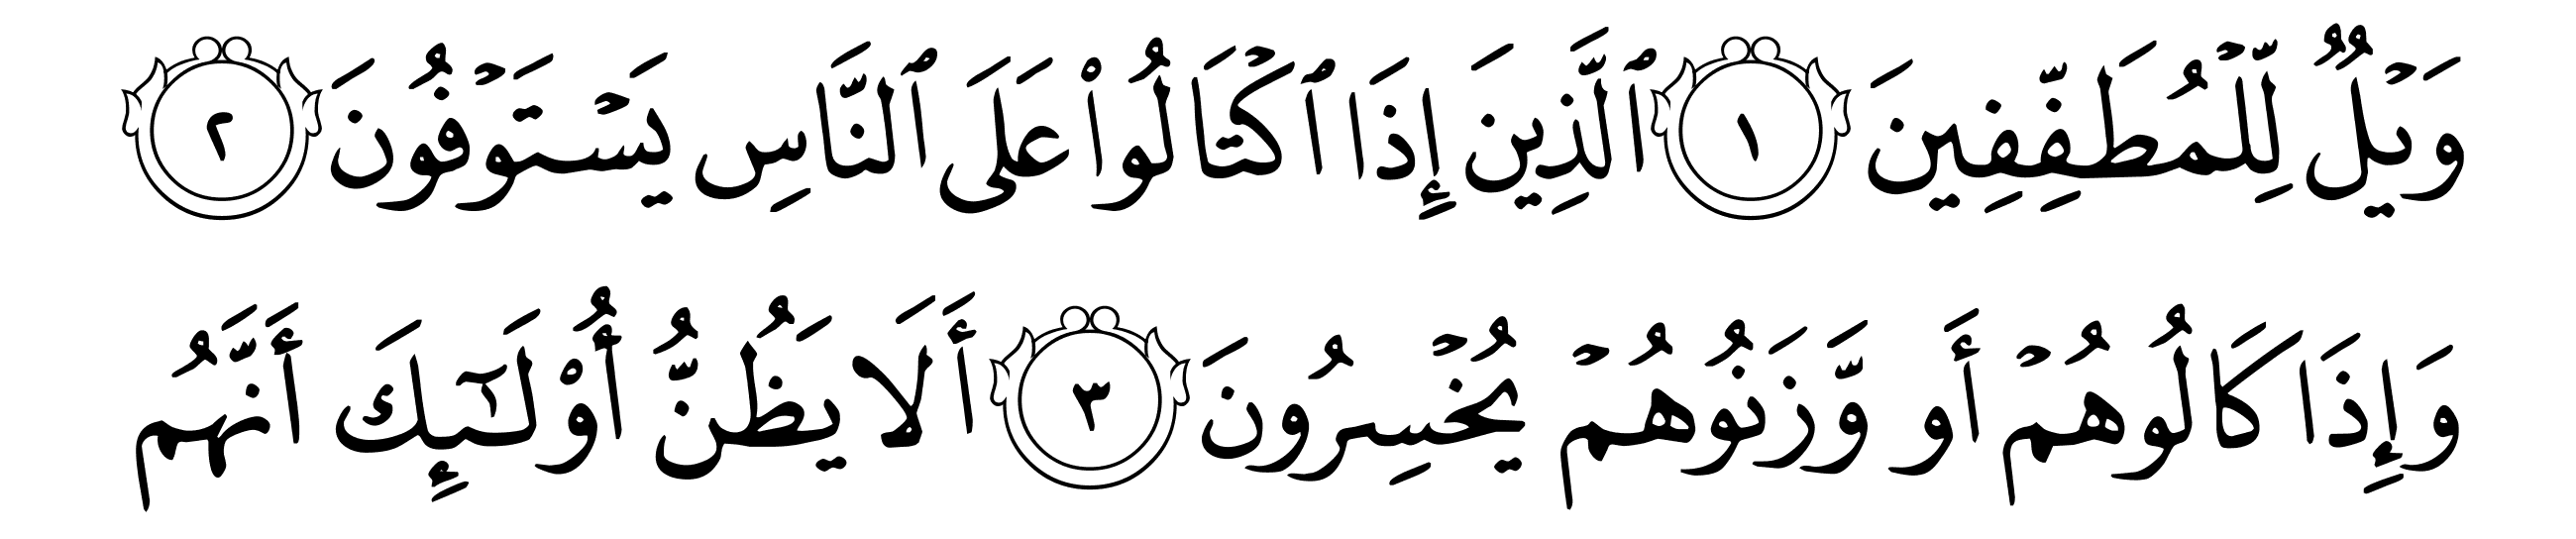 وَيۡلٌ لِّلۡمُطَفِّفِينَ ١ ٱلَّذِينَ إِذَا ٱكۡتَالُواْ عَلَى ٱلنَّاسِ يَسۡتَوۡفُونَ ٢
وَإِذَا كَالُوهُمۡ أَو وَّزَنُوهُمۡ يُخۡسِرُونَ ٣ أَلَا يَظُنُّ أُوْلَٰٓئِكَ أَنَّهُم